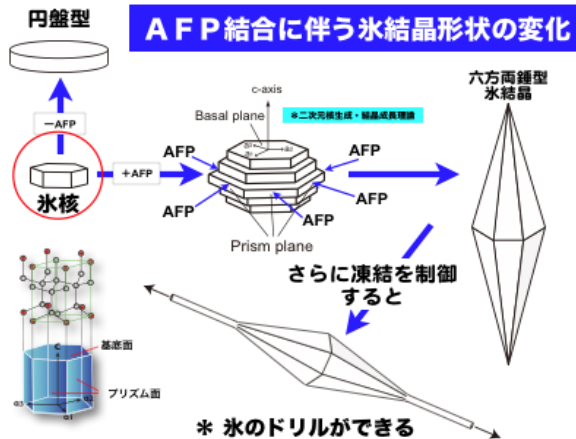 円盤型
AFP結合に伴う氷結晶形状の変化
c-axis
Basal plane
*二次元核生成・結晶成長理論
六方両錐型
氷結晶
−AFP
+AFP
氷核
AFP
AFP
AFP
AFP
AFP
Prism plane
さらに凍結を制御
すると
基底面
C
プリズム面
a3
a2
a1
* 氷のドリルができる